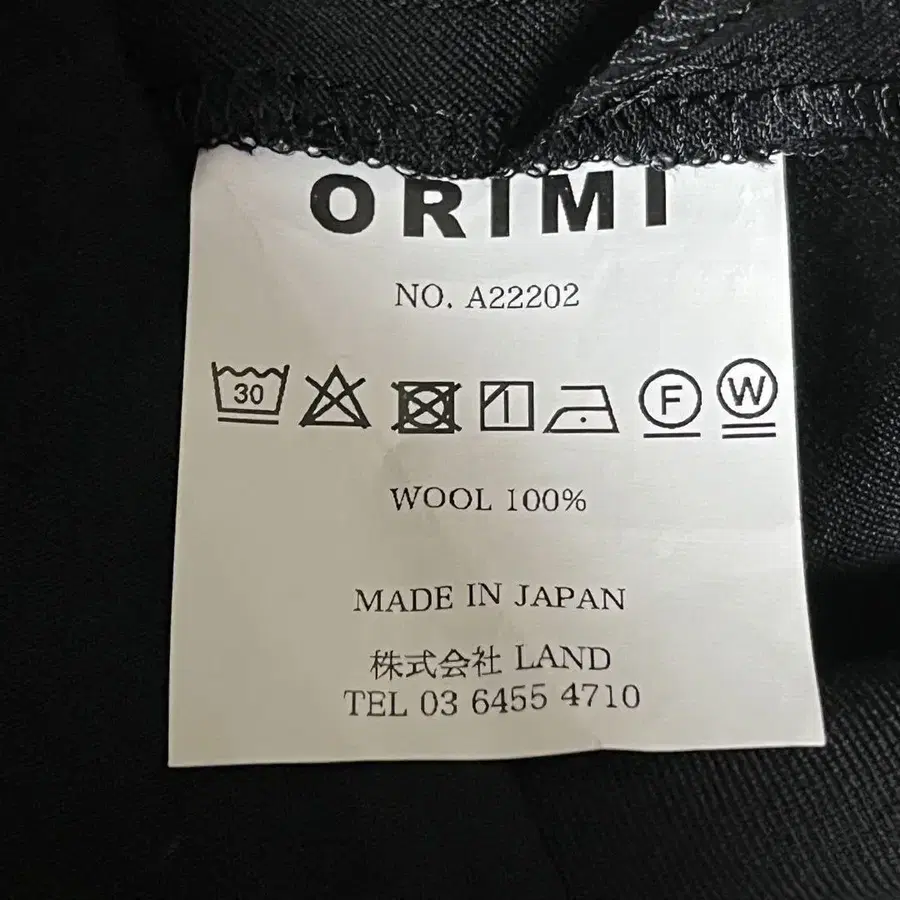 ORIMI
NO. A22202
30 F W
WOOL 100%
MADE IN JAPAN
株式会社 LAND
TEL 03 6455 4710